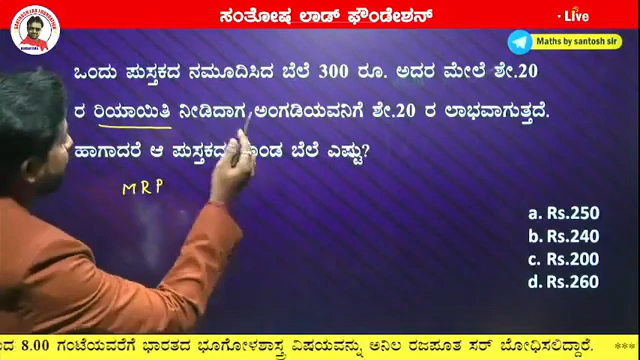 ಸಂತೋಷ ಲಾಡ್ ಫೌಂಡೇಶನ್
Live
Maths by santosh sir
ಒಂದು ಪುಸ್ತಕದ ನಮೂದಿಸಿದ ಬೆಲೆ 300 ರೂ. ಅದರ ಮೇಲೆ ಶೇ.20
ರ ರಿಯಾಯಿತಿ ನೀಡಿದಾಗ ಅಂಗಡಿಯವನಿಗೆ ಶೇ.20 ರ ಲಾಭವಾಗುತ್ತದೆ.
ಹಾಗಾದರೆ ಆ ಪುಸ್ತಕದ ಬೆಲೆ ಎಷ್ಟು?
MRP
a. Rs.250
b. Rs.240
c. Rs.200
d. Rs.260
8.00 ಗಂಟೆಯವರೆಗೆ ಭಾರತದ ಭೂಗೋಳಶಾಸ್ತ್ರ ವಿಷಯವನ್ನು ಅನಿಲ ರಜಪೂತ ಸರ್ ಬೋಧಿಸಲಿದ್ದಾರೆ. ***